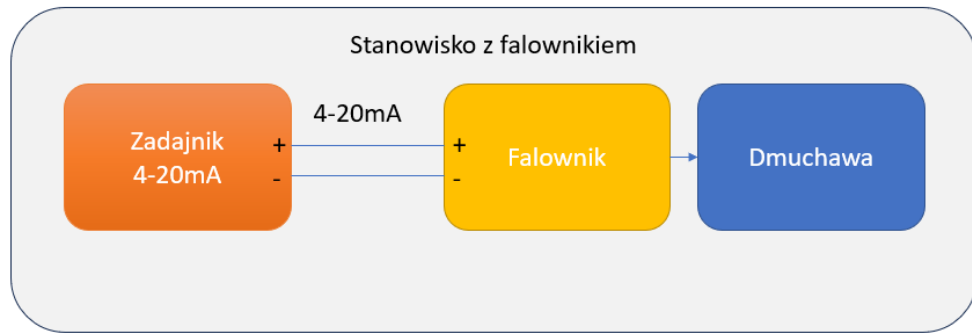 Stanowisko z falownikiem
4-20mA
Zadajnik
4-20mA
+
-
+
-
Falownik
Dmuchawa